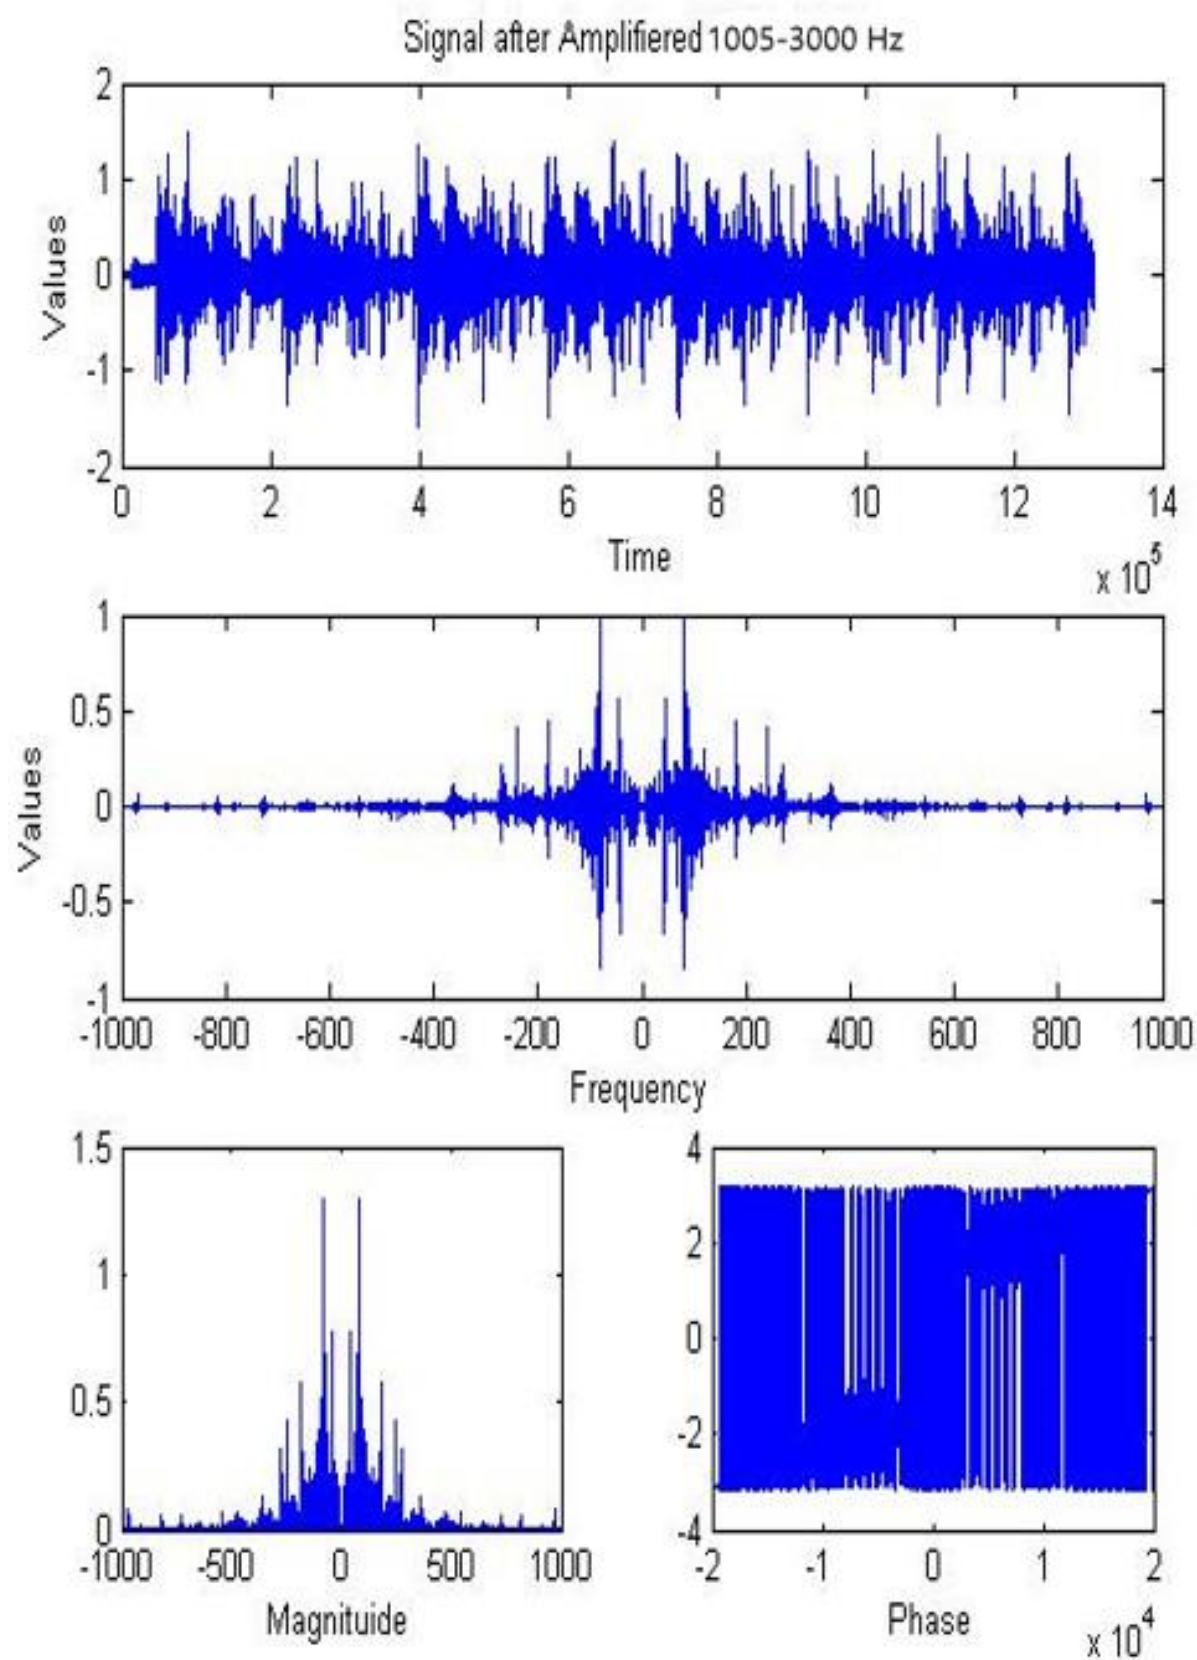 Signal after Amplifiered 1005-3000 Hz
2
1
0
-1
-2
Values
0 2 4 6 8 10 12 14
Time
x 10^5
1
0.5
0
-0.5
-1
Values
-1000 -800 -600 -400 -200 0 200 400 600 800 1000
Frequency
1.5
1
0.5
0
-1000 -500 0 500 1000
Magnituide
4
2
0
-2
-4
-2 -1 0 1 2
Phase
x 10^4